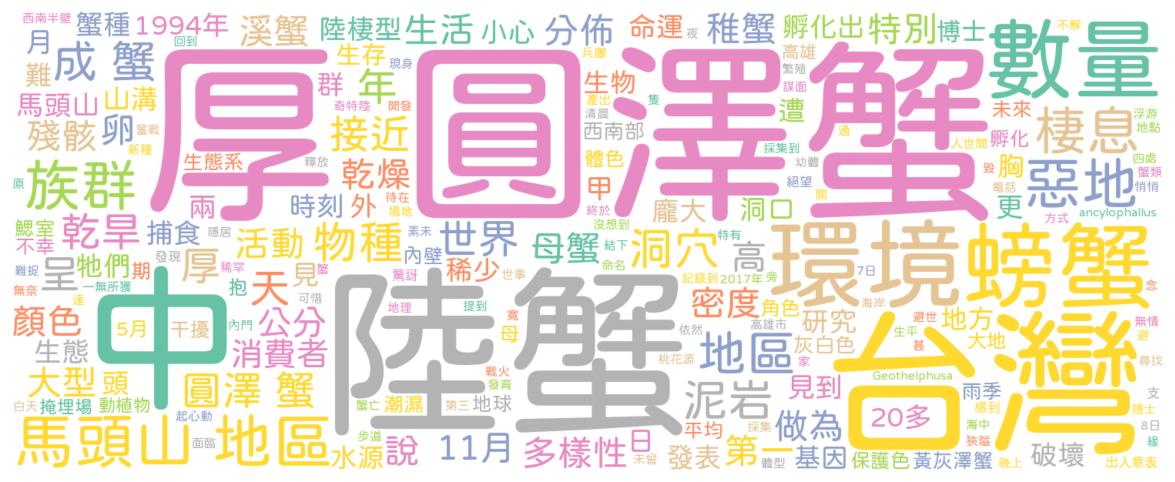 西南半壁 蟹種 1994年 溪蟹 陸棲型 生活 小心 分佈 命運 夜 稚蟹 孵化出 特別 博士 不解
回到 兵團 高雄 繁殖 謀面
月 成 蟹 難 生存 群 現身 生物 數量
厚 圓澤蟹
馬頭山 山溝 年 奇特陸 開發 產出 隻 遭 未來 浮游
殘骸 卵 奮戰 接近 清晨 西南部 採集到 孵化 棲息 地點
新種 生態系 釋放 體色 通 幼體 人世間 四處
原 族群 乾燥 待在 絕望 毀 胸 惡地 蟹類
兩 時刻 外 境地 甲 龐大 洞口 開 電話 更 悄悄
鰓室 乾旱 捕食 隱居 素未 終於 沒想到 方式 ancylophallus
不幸 活動 物種 內壁 世界 母蟹 結下 特有 洞穴 高 環境 螃蟹
難捉 呈 牠們 發現 厚 見 蟹 稀少 世事 命名
無奈 一無所獲 期 抱 稀罕 天 驚訝 記錄到 2017年 旁 7日 海岸 念
顏色 達 中 可惜 地理 陸蟹 提到 密度 角色 避世 生平 地方 無情
5月 干擾 內門 公分 寬 母 依然 高雄市 研究 甚 大地 避
生態 消費者 戰火 地區 灰白色 台灣 尋找
大型 頭 圓澤 蟹 發育 桃花源 家 Geothelphusa 雨季 支
白天 掩埋場 動植物 蟹亡 潮濕 第三 地球 泥岩 見到 20多 感到 隱士
馬頭山 地區 起心動 步道 平均 採集 做為 海中 8日
面臨 水源 說 11月 未曾 多樣性 日 發表 第一 狹隘 線
體型 基因 保護色 黃灰澤蟹 晚上 破壞 出人意表